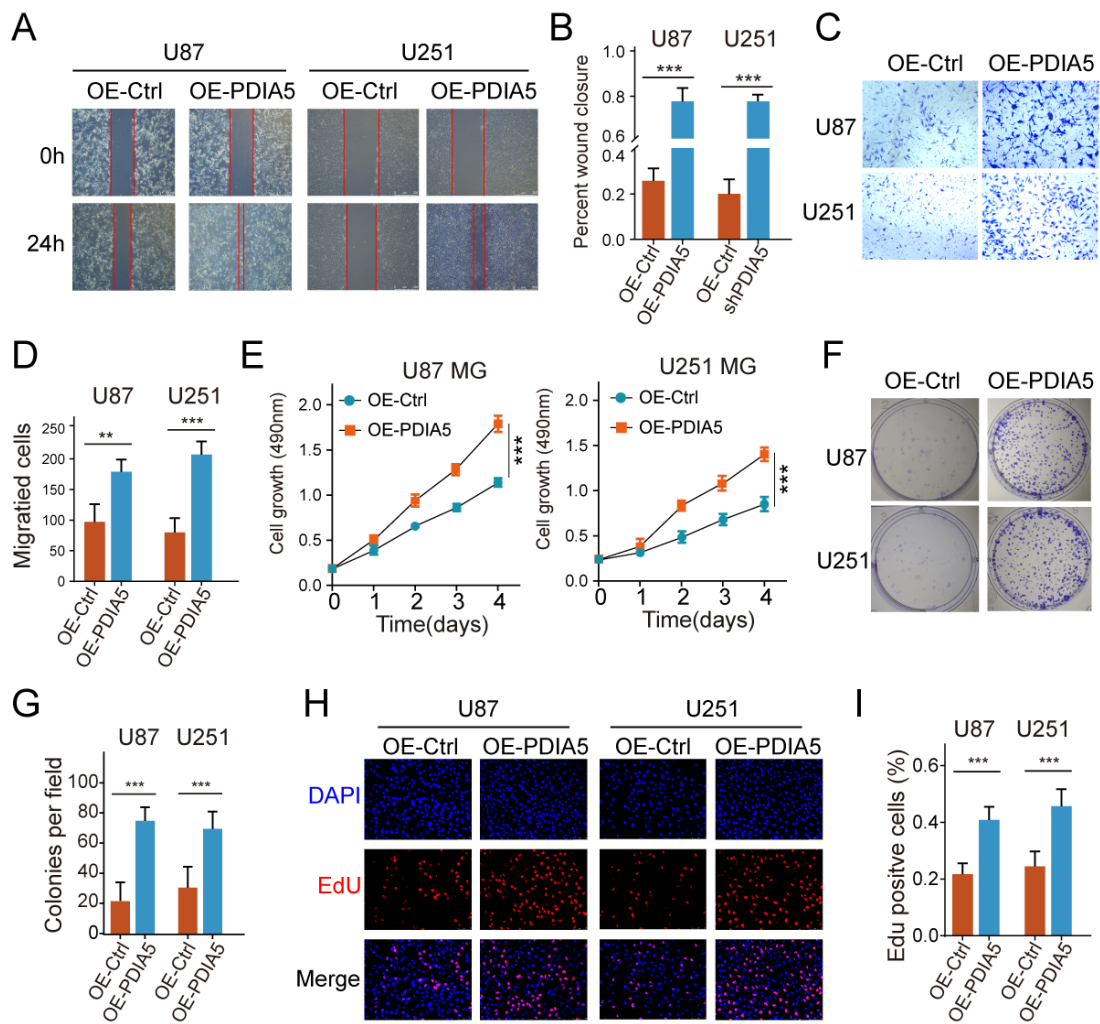 A
U87
U251
OE-Ctrl
OE-PDIA5
OE-Ctrl
OE-PDIA5
0h
24h
B
U87
U251
Percent wound closure
1.0
0.8
0.6
0.4
0.2
0.0
***
***
OE-Ctrl
OE-PDIA5
OE-Ctrl
shPDIA5
C
OE-Ctrl
OE-PDIA5
U87
U251
D
U87
U251
Migratied cells
250
200
150
100
50
0
**
***
OE-Ctrl
OE-PDIA5
OE-Ctrl
OE-PDIA5
E
U87 MG
OE-Ctrl
OE-PDIA5
Cell growth (490nm)
2.0
1.5
1.0
0.5
0.0
***
0 1 2 3 4
Time(days)
U251 MG
OE-Ctrl
OE-PDIA5
Cell growth (490nm)
2.0
1.5
1.0
0.5
0.0
***
0 1 2 3 4
Time(days)
F
OE-Ctrl
OE-PDIA5
U87
U251
G
U87
U251
Colonies per field
100
80
60
40
20
0
***
***
OE-Ctrl
OE-PDIA5
OE-Ctrl
OE-PDIA5
H
U87
U251
OE-Ctrl
OE-PDIA5
OE-Ctrl
OE-PDIA5
DAPI
EdU
Merge
I
U87
U251
Edu positive cells (%)
0.6
0.4
0.2
0.0
***
***
OE-Ctrl
OE-PDIA5
OE-Ctrl
OE-PDIA5